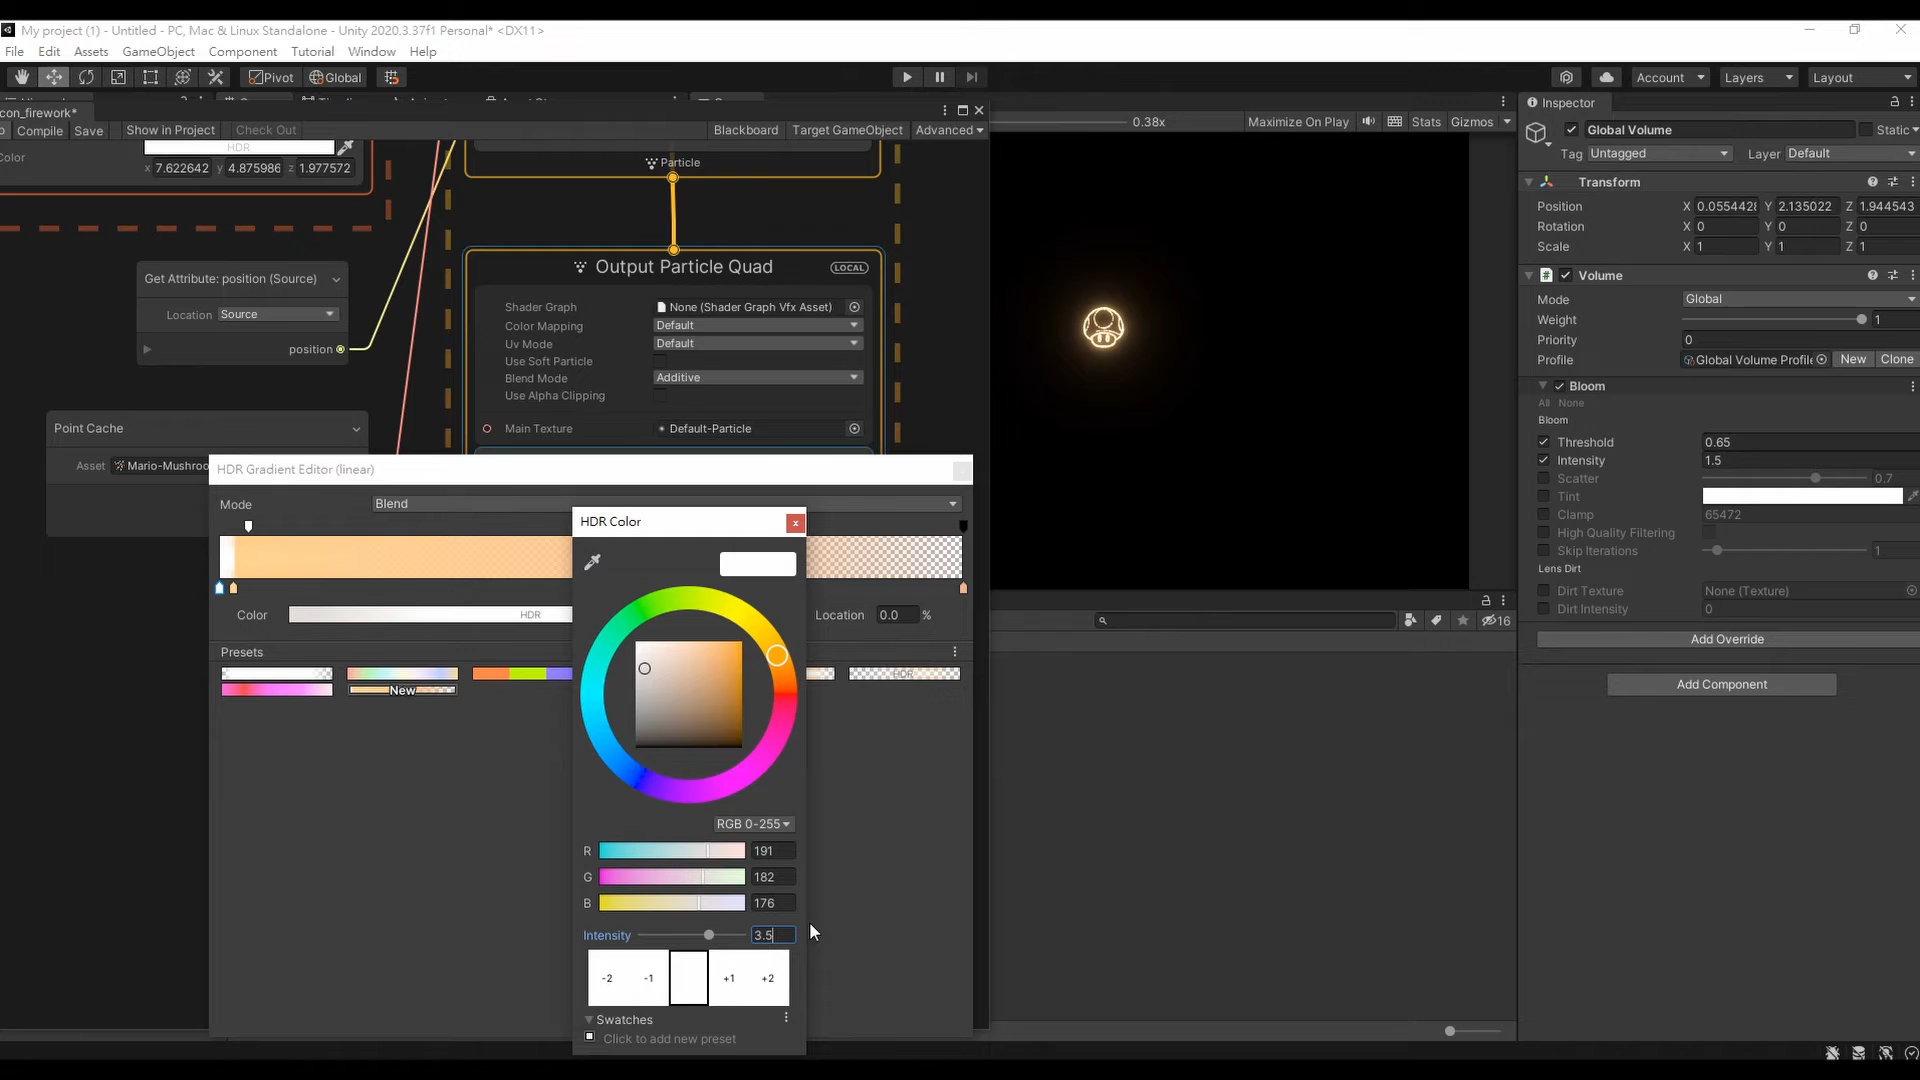 My project (1) - Untitled - PC, Mac & Linux Standalone - Unity 2020.3.37f1 Personal* <DX11>
File Edit Assets GameObject Component Tutorial Window Help
Pivot Global Account Layers Layout
con_firework*
Compile Save Show in Project Check Out Blackboard Target GameObject Advanced
0.38x Maximize On Play Stats Gizmos
olor HDR
x 7.622642 y 4.875986 z 1.977572
Particle
Output Particle Quad LOCAL
Get Attribute: position (Source)
Location Source
position
Shader Graph None (Shader Graph Vfx Asset)
Color Mapping Default
Uv Mode Default
Use Soft Particle
Blend Mode Additive
Use Alpha Clipping
Main Texture Default-Particle
Point Cache
Asset Mario-Mushroo
HDR Gradient Editor (linear)
Mode Blend
Color HDR
Location 0.0 %
Presets
HDR
New
HDR Color
x
RGB 0-255
R 191
G 182
B 176
Intensity 3.5
-2 -1 +1 +2
Swatches
Click to add new preset
16
Inspector
Global Volume Static
Tag Untagged Layer Default
Transform
Position X 0.0554428 Y 2.135022 Z 1.944543
Rotation X 0 Y 0 Z 0
Scale X 1 Y 1 Z 1
Volume
Mode Global
Weight 1
Priority 0
Profile Global Volume Profile New Clone
Bloom
All None
Bloom
Threshold 0.65
Intensity 1.5
Scatter 0.7
Tint
Clamp 65472
High Quality Filtering
Skip Iterations 1
Lens Dirt
Dirt Texture None (Texture)
Dirt Intensity 0
Add Override
Add Component